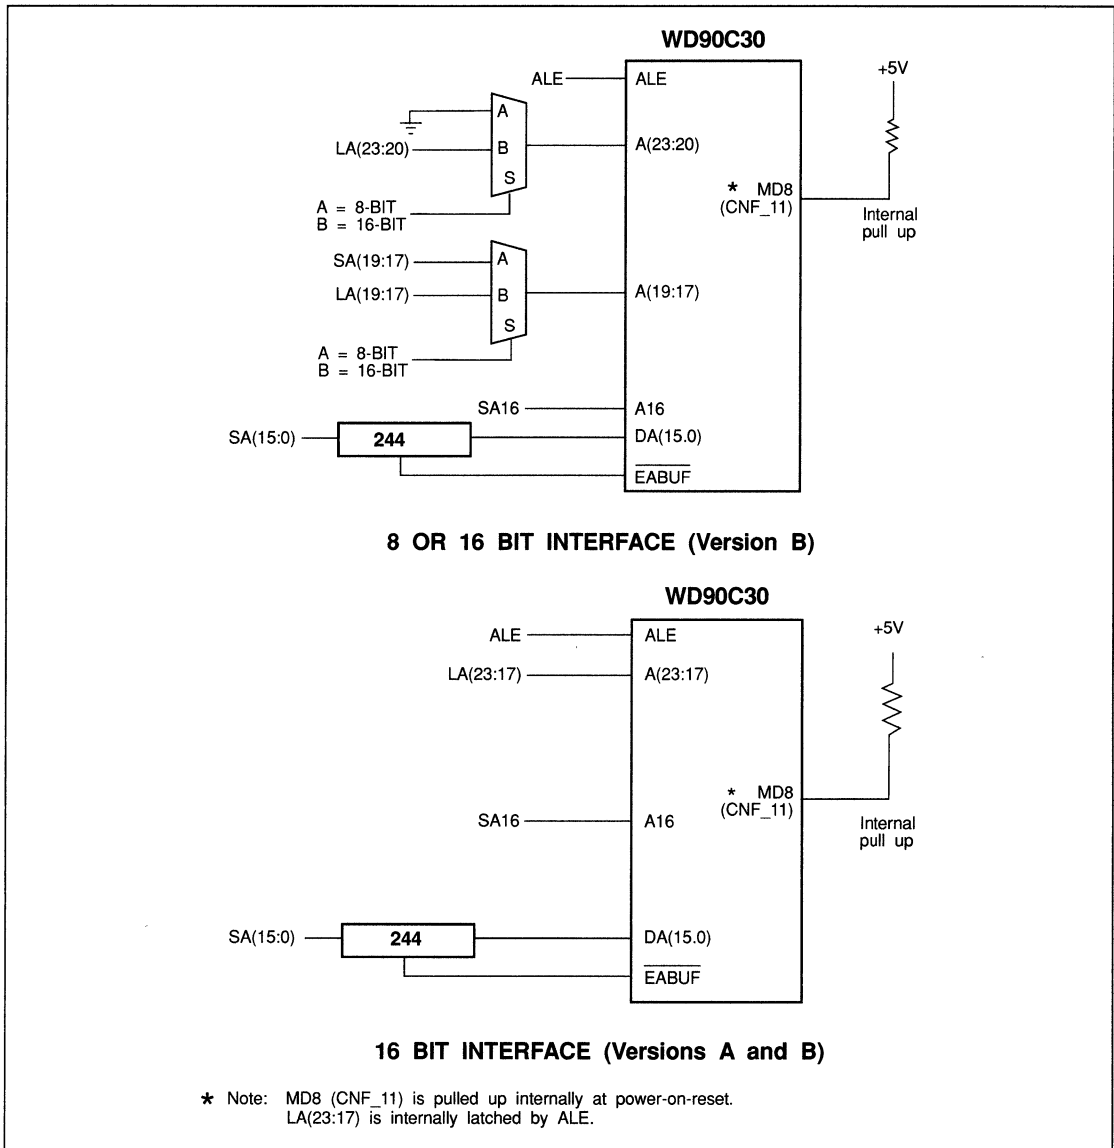 WD90C30
+5V
ALE
ALE
A
LA(23:20)
B
A(23:20)
S
A = 8-BIT
B = 16-BIT
* MD8
(CNF_11)
Internal
pull up
SA(19:17)
A
LA(19:17)
B
A(19:17)
S
A = 8-BIT
B = 16-BIT
SA16
A16
SA(15:0)
244
DA(15.0)
EABUF
8 OR 16 BIT INTERFACE (Version B)
WD90C30
+5V
ALE
ALE
LA(23:17)
A(23:17)
* MD8
(CNF_11)
SA16
A16
Internal
pull up
SA(15:0)
244
DA(15.0)
EABUF
16 BIT INTERFACE (Versions A and B)
* Note: MD8 (CNF_11) is pulled up internally at power-on-reset.
LA(23:17) is internally latched by ALE.